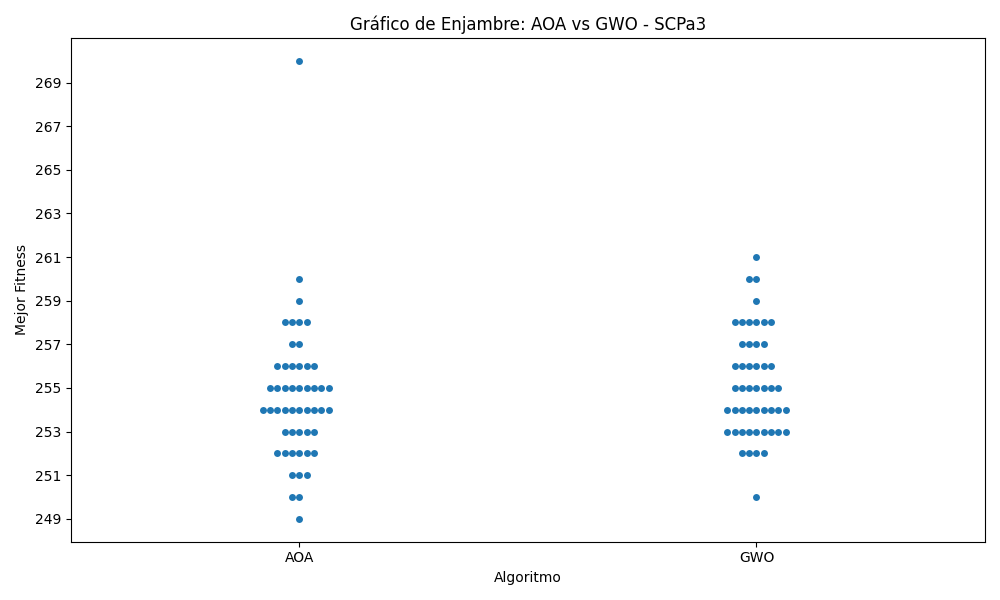 Gráfico de Enjambre: AOA vs GWO - SCPa3
Mejor Fitness
269
267
265
263
261
259
257
255
253
251
249
AOA
GWO
Algoritmo